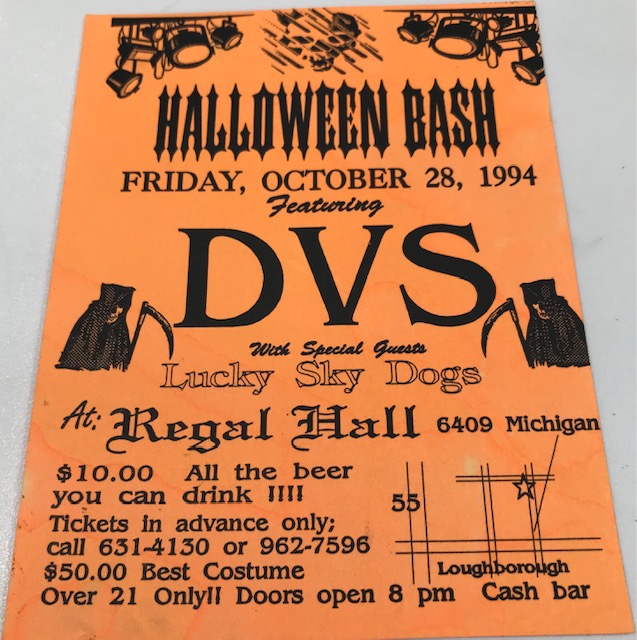 HALLOWEEN BASH
FRIDAY, OCTOBER 28, 1994
Featuring
DVS
With Special Guests
Lucky Sky Dogs
At: Regal Hall 6409 Michigan
$10.00 All the beer
you can drink !!!!
Tickets in advance only;
call 631-4130 or 962-7596
$50.00 Best Costume
55
Loughborough
Over 21 Only!! Doors open 8 pm Cash bar